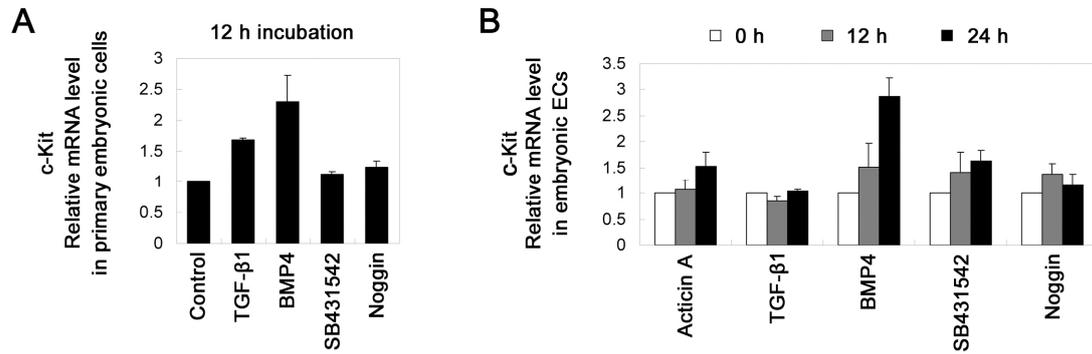 A
12 h incubation
c-Kit
Relative mRNA level
in primary embryonic cells
3
2.5
2
1.5
1
0.5
0
Control
TGF-β1
BMP4
SB431542
Noggin
B
0 h
12 h
24 h
c-Kit
Relative mRNA level
in embryonic ECs
3.5
3
2.5
2
1.5
1
0.5
0
Acticin A
TGF-β1
BMP4
SB431542
Noggin